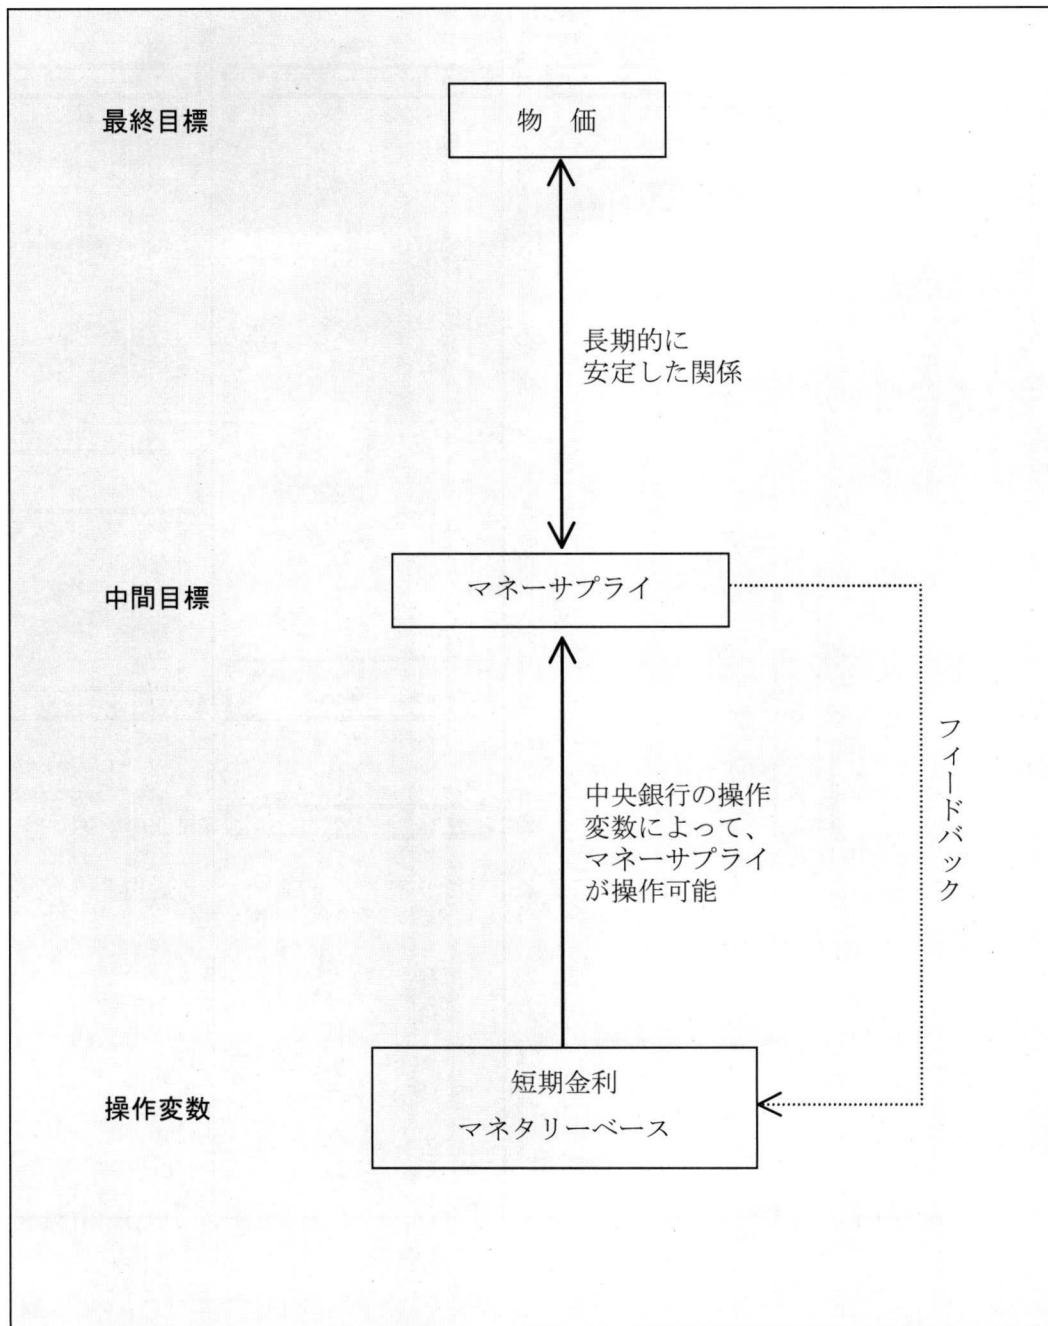 最終目標
物 価
長期的に
安定した関係
中間目標
マネーサプライ
中央銀行の操作
変数によって、
マネーサプライ
が操作可能
フィードバック
操作変数
短期金利
マネタリーベース